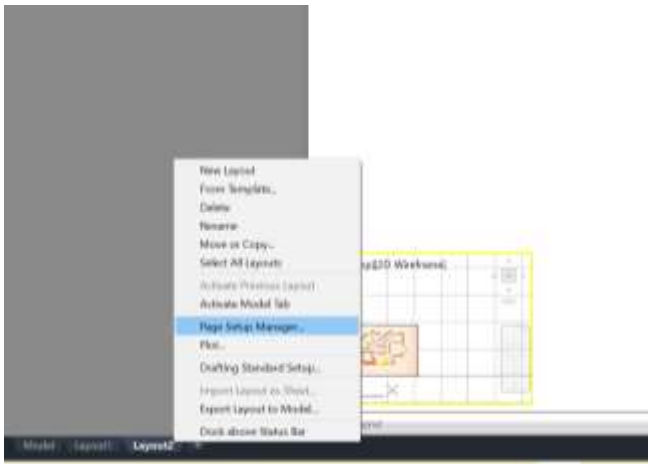 New Layout
From Template...
Delete
Rename
Move or Copy...
Select All Layouts
Activate Previous Layout
Activate Model Tab
2D Wireframe]
Page Setup Manager...
Plot...
Drafting Standard Setup...
Import Layout as Sheet...
Export Layout to Model...
Dock above Status Bar
Model Layout1 Layout2 +